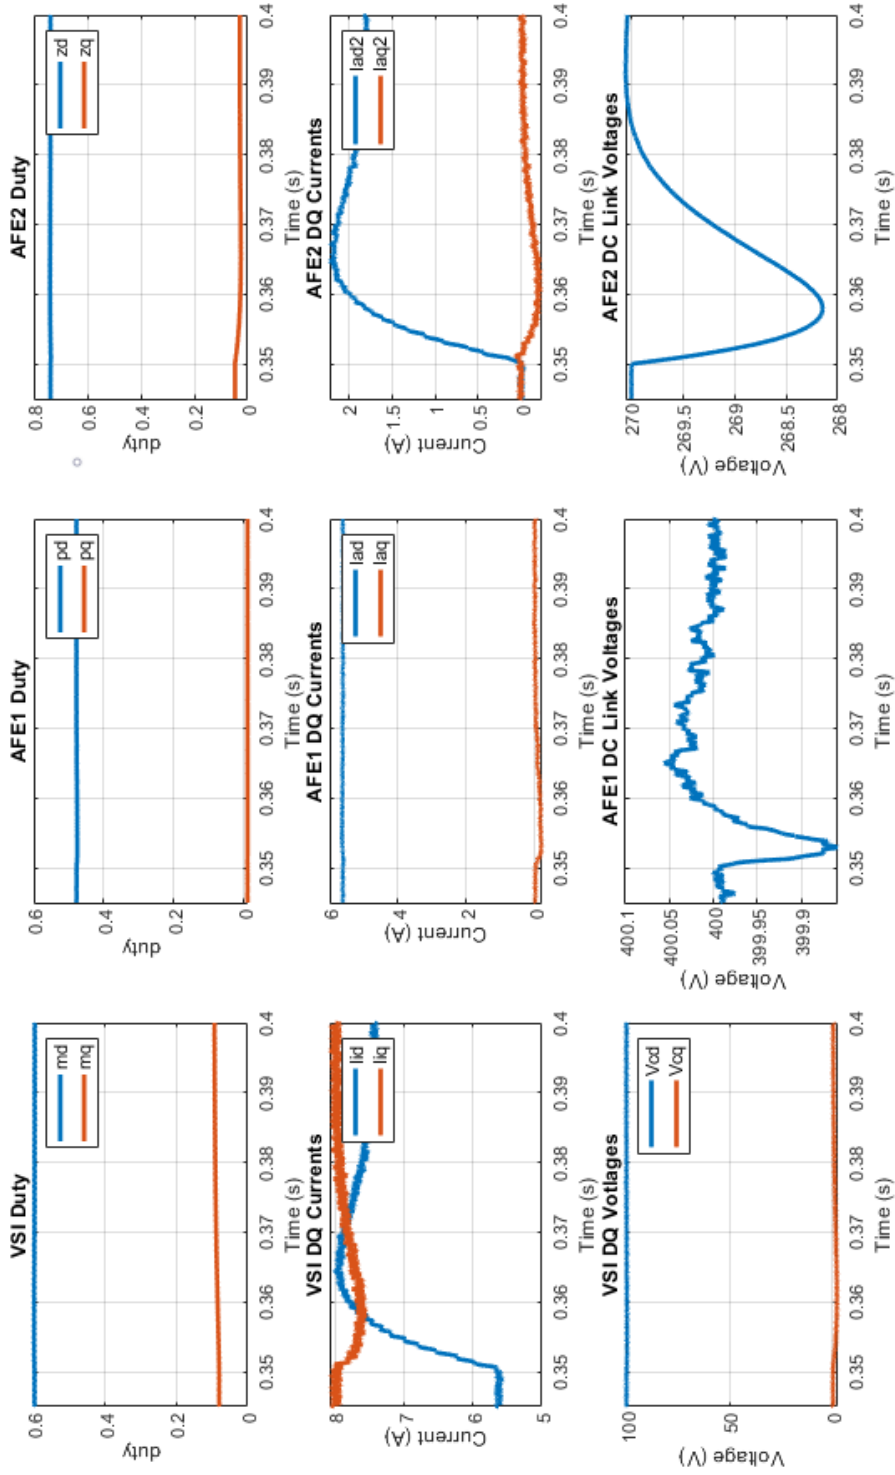 VSI Duty
duty
0.6
0.4
0.2
0
md
mq
0.35 0.36 0.37 0.38 0.39 0.4
Time (s)
AFE1 Duty
duty
0.6
0.4
0.2
0
pd
pq
0.35 0.36 0.37 0.38 0.39 0.4
Time (s)
AFE2 Duty
duty
0.8
0.6
0.4
0.2
0
zd
zq
0.35 0.36 0.37 0.38 0.39 0.4
Time (s)
VSI DQ Currents
Current (A)
8
7
6
5
Iid
Iiq
0.35 0.36 0.37 0.38 0.39 0.4
Time (s)
AFE1 DQ Currents
Current (A)
6
4
2
0
Iad
Iaq
0.35 0.36 0.37 0.38 0.39 0.4
Time (s)
AFE2 DQ Currents
Current (A)
2
1.5
1
0.5
0
Iad2
Iaq2
0.35 0.36 0.37 0.38 0.39 0.4
Time (s)
VSI DQ Votlages
Voltage (V)
100
50
0
Vcd
Vcq
0.35 0.36 0.37 0.38 0.39 0.4
Time (s)
AFE1 DC Link Voltages
Voltage (V)
400.1
400.05
400
399.95
399.9
0.35 0.36 0.37 0.38 0.39 0.4
Time (s)
AFE2 DC Link Voltages
Voltage (V)
270
269.5
269
268.5
268
0.35 0.36 0.37 0.38 0.39 0.4
Time (s)